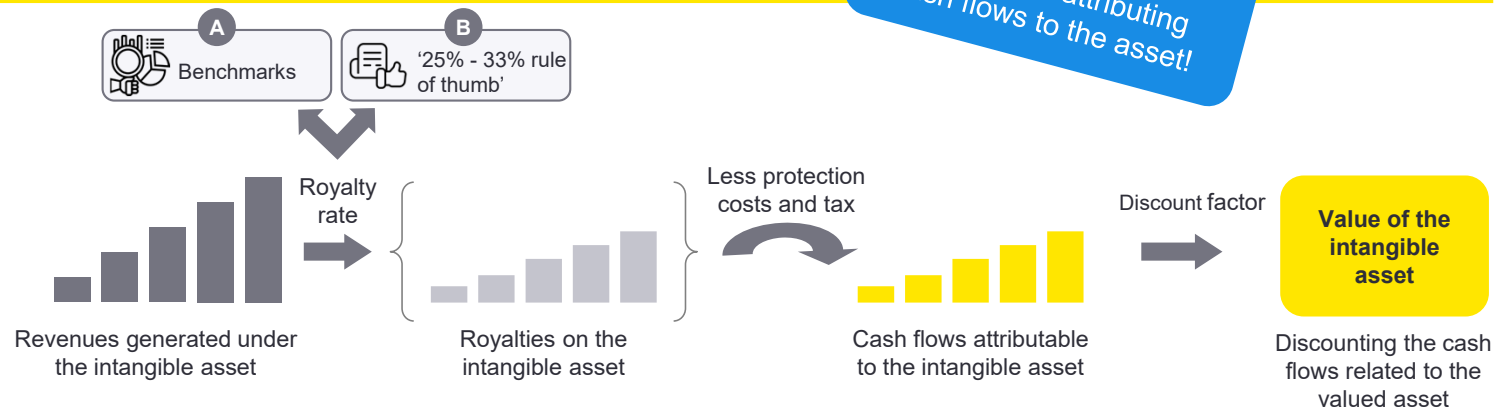 attributing
flows to the asset!
A
Benchmarks
B
‘25% - 33% rule
of thumb’
Royalty
rate
Less protection
costs and tax
Discount factor
Value of the
intangible
asset
Revenues generated under
the intangible asset
Royalties on the
intangible asset
Cash flows attributable
to the intangible asset
Discounting the cash
flows related to the
valued asset